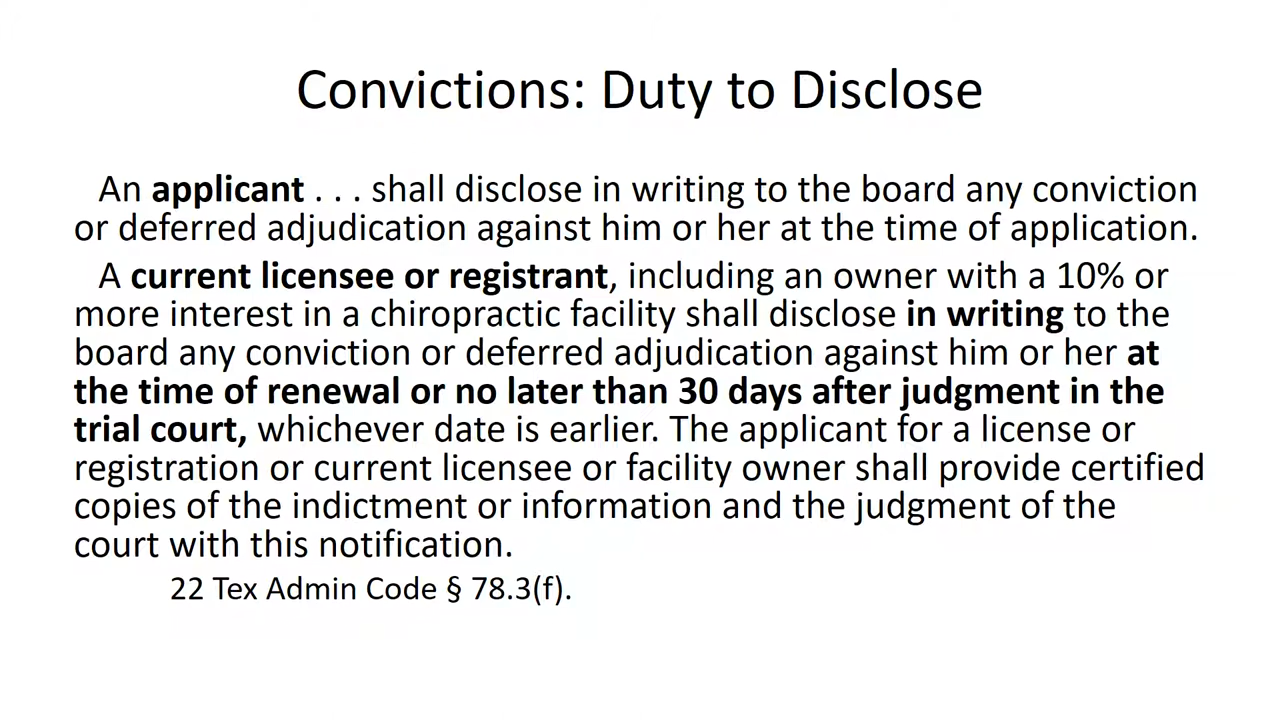 Convictions: Duty to Disclose
An applicant . . . shall disclose in writing to the board any conviction
or deferred adjudication against him or her at the time of application.
A current licensee or registrant, including an owner with a 10% or
more interest in a chiropractic facility shall disclose in writing to the
board any conviction or deferred adjudication against him or her at
the time of renewal or no later than 30 days after judgment in the
trial court, whichever date is earlier. The applicant for a license or
registration or current licensee or facility owner shall provide certified
copies of the indictment or information and the judgment of the
court with this notification.
22 Tex Admin Code § 78.3(f).